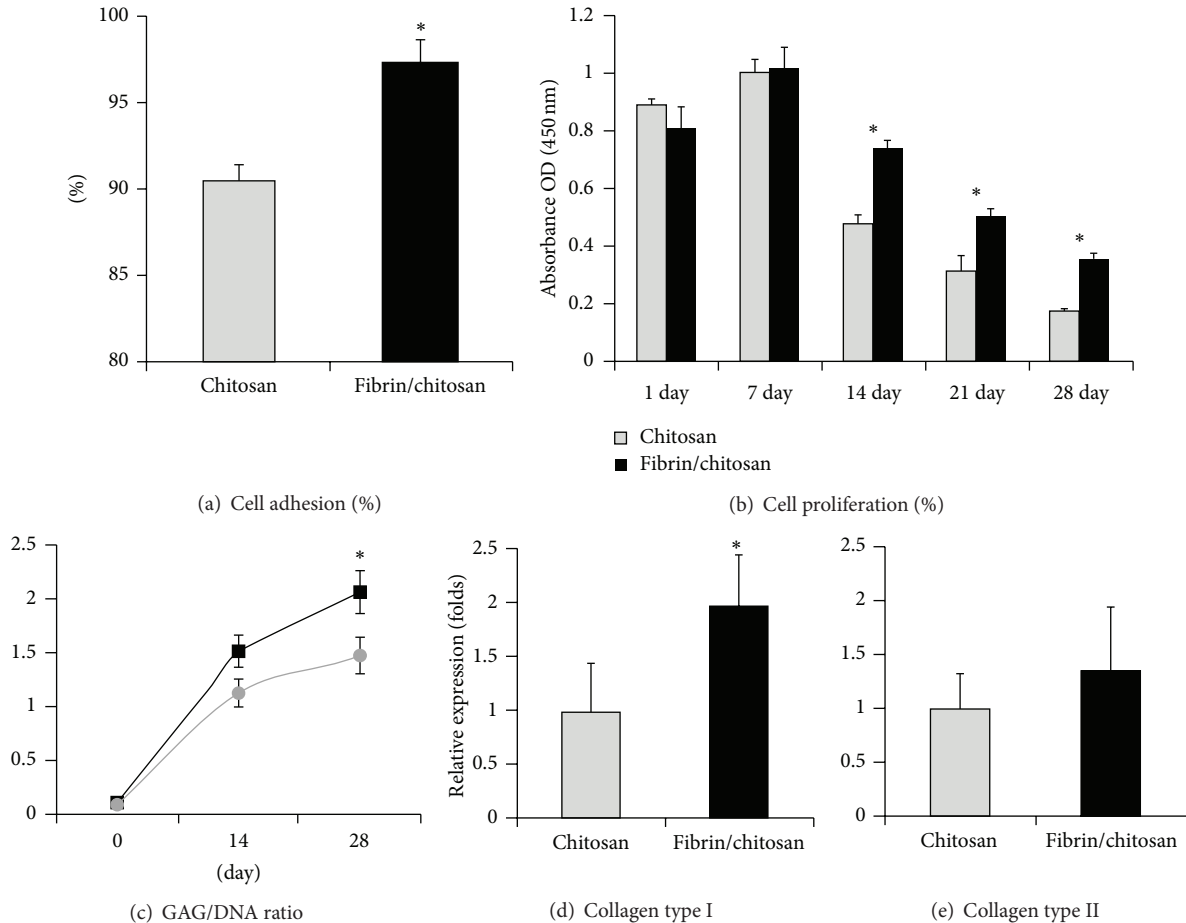 100
95
90
85
80
(%)
*
Chitosan
Fibrin/chitosan
(a) Cell adhesion (%)
1.2
1
0.8
0.6
0.4
0.2
0
Absorbance OD (450 nm)
*
*
*
1 day
7 day
14 day
21 day
28 day
Chitosan
Fibrin/chitosan
(b) Cell proliferation (%)
2.5
2
1.5
1
0.5
0
*
0
14
28
(day)
(c) GAG/DNA ratio
2.5
2
1.5
1
0.5
0
Relative expression (folds)
*
Chitosan
Fibrin/chitosan
(d) Collagen type I
2.5
2
1.5
1
0.5
0
Chitosan
Fibrin/chitosan
(e) Collagen type II